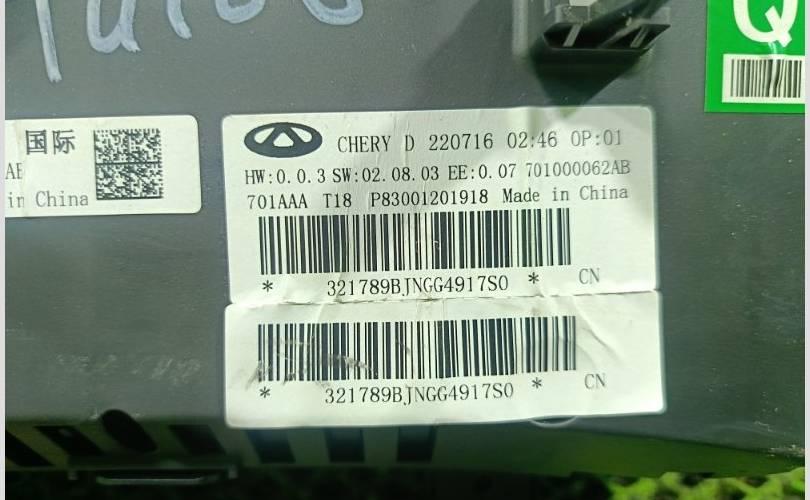 Q
国际
AE
in China
CHERY D 220716 02:46 OP:01
HW:0.0.3 SW:02.08.03 EE:0.07 701000062AB
701AAA T18 P83001201918 Made in China
* 321789BJNGG4917S0 * CN
* 321789BJNGG4917S0 * CN